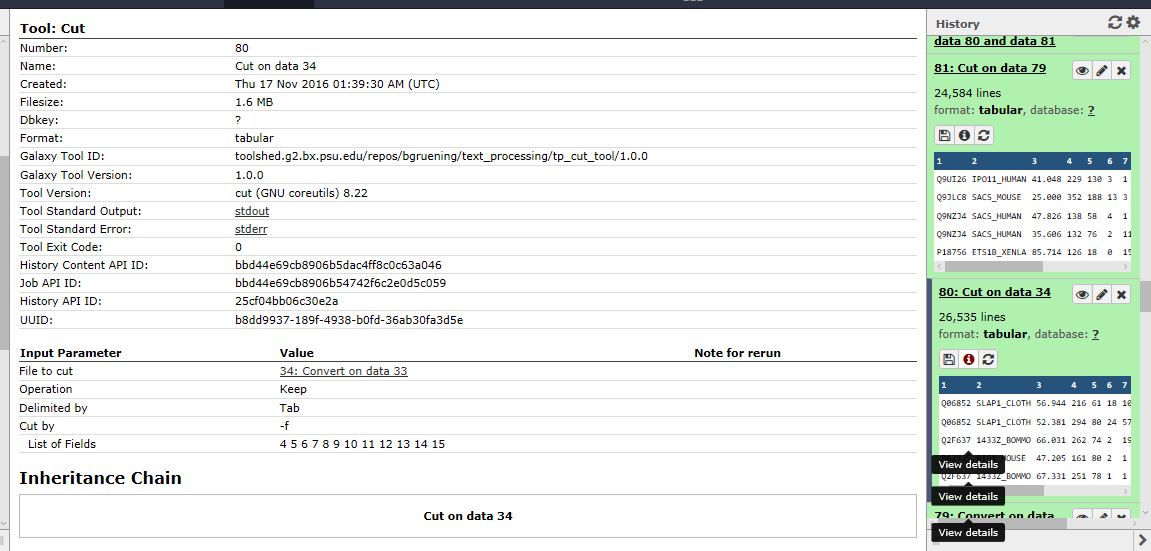 Tool: Cut
Number: 80
Name: Cut on data 34
Created: Thu 17 Nov 2016 01:39:30 AM (UTC)
Filesize: 1.6 MB
Dbkey: ?
Format: tabular
Galaxy Tool ID: toolshed.g2.bx.psu.edu/repos/bgruening/text_processing/tp_cut_tool/1.0.0
Galaxy Tool Version: 1.0.0
Tool Version: cut (GNU coreutils) 8.22
Tool Standard Output: stdout
Tool Standard Error: stderr
Tool Exit Code: 0
History Content API ID: bbd44e69cb8906b5dac4ff8c0c63a046
Job API ID: bbd44e69cb8906b54742f6c2e0d5c059
History API ID: 25cf04bb06c30e2a
UUID: b8dd9937-189f-4938-b0fd-36ab30fa3d5e
Input Parameter Value Note for rerun
File to cut 34: Convert on data 33
Operation Keep
Delimited by Tab
Cut by -f
List of Fields 4 5 6 7 8 9 10 11 12 13 14 15
Inheritance Chain
Cut on data 34
History
data 80 and data 81
81: Cut on data 79
24,584 lines
format: tabular, database: ?
1 2 3 4 5 6 7
Q9UI26 IPO11_HUMAN 41.048 229 130 3 1
Q9JLC8 SACS_MOUSE 25.000 352 188 13 3
Q9NZJ4 SACS_HUMAN 47.826 138 58 4 1
Q9NZJ4 SACS_HUMAN 35.606 132 76 2 11
P18756 ETS1B_XENLA 85.714 126 18 0 15
80: Cut on data 34
26,535 lines
format: tabular, database: ?
1 2 3 4 5 6 7
Q06852 SLAP1_CLOTH 56.944 216 61 18 10
Q06852 SLAP1_CLOTH 52.381 294 80 24 57
Q2F637 1433Z_BOMMO 66.031 262 74 2 19
MOUSE 47.205 161 80 2 1
View details
Q2F637 1433Z_BOMMO 67.331 251 78 1 1
View details
79: Convert on data
View details